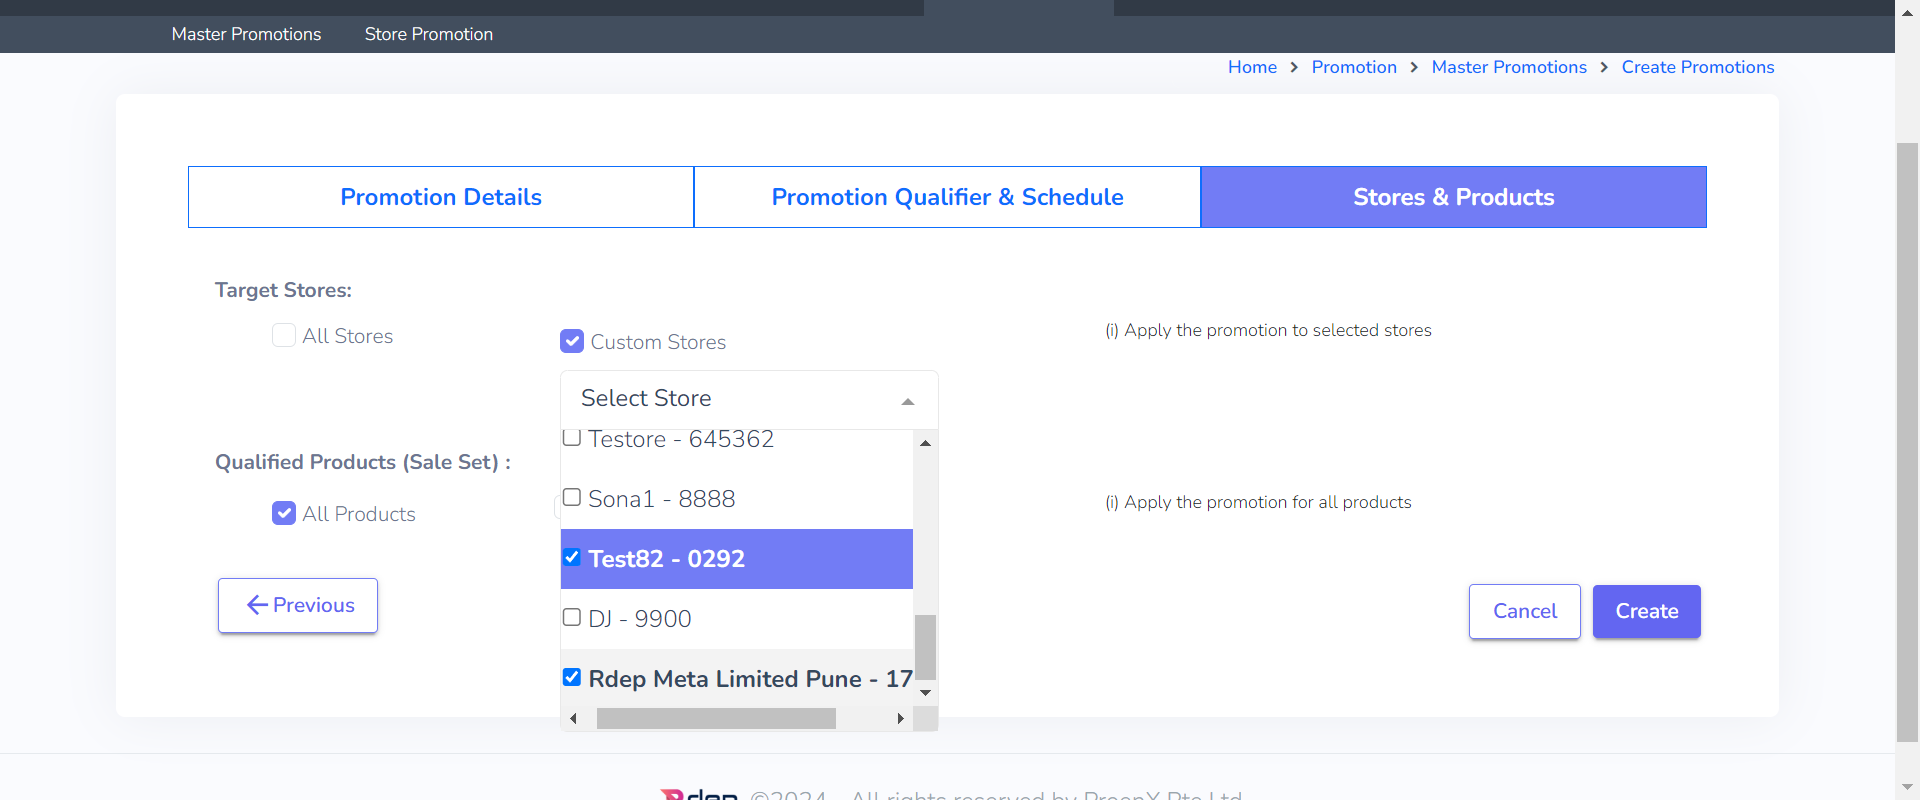 Master Promotions Store Promotion
Home > Promotion > Master Promotions > Create Promotions
Promotion Details Promotion Qualifier & Schedule Stores & Products
Target Stores:
All Stores Custom Stores (i) Apply the promotion to selected stores
Select Store
Testore - 645362
Qualified Products (Sale Set) :
Sona1 - 8888
All Products (i) Apply the promotion for all products
Test82 - 0292
Previous DJ - 9900 Cancel Create
Rdep Meta Limited Pune - 17
Rdep ©2024 All rights reserved by ProenX Pte Ltd